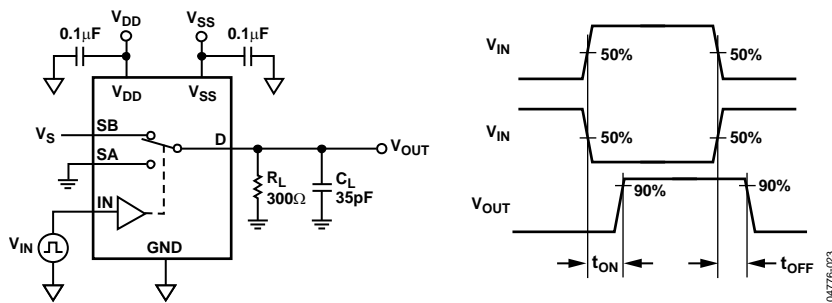 VDD
VSS
0.1µF
0.1µF
VDD
VSS
VS
SB
D
VOUT
SA
RL
300Ω
CL
35pF
IN
VIN
GND
VIN
50%
50%
VIN
50%
50%
VOUT
90%
90%
tON
tOFF
04776-023